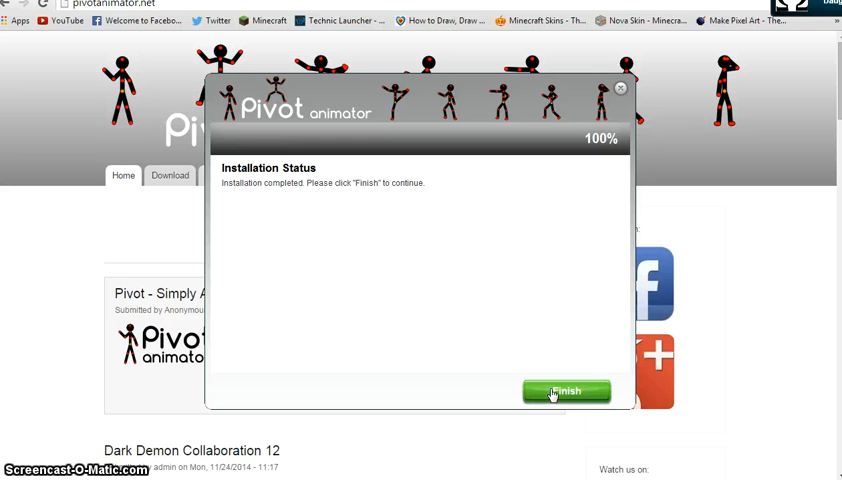 pivotanimator.net
Apps YouTube Welcome to Facebo... Twitter Minecraft Technic Launcher - ... How to Draw, Draw ... Minecraft Skins — Th... Nova Skin - Minecra... Make Pixel Art - The...
Pivot animator
100%
Home Download
Installation Status
Installation completed. Please click "Finish" to continue.
Pivot - Simply A
Submitted by Anonymou
Pivot
animator
Finish
Dark Demon Collaboration 12
by admin on Mon, 11/24/2014 - 11:17
Watch us on:
Screencast-O-Matic.com